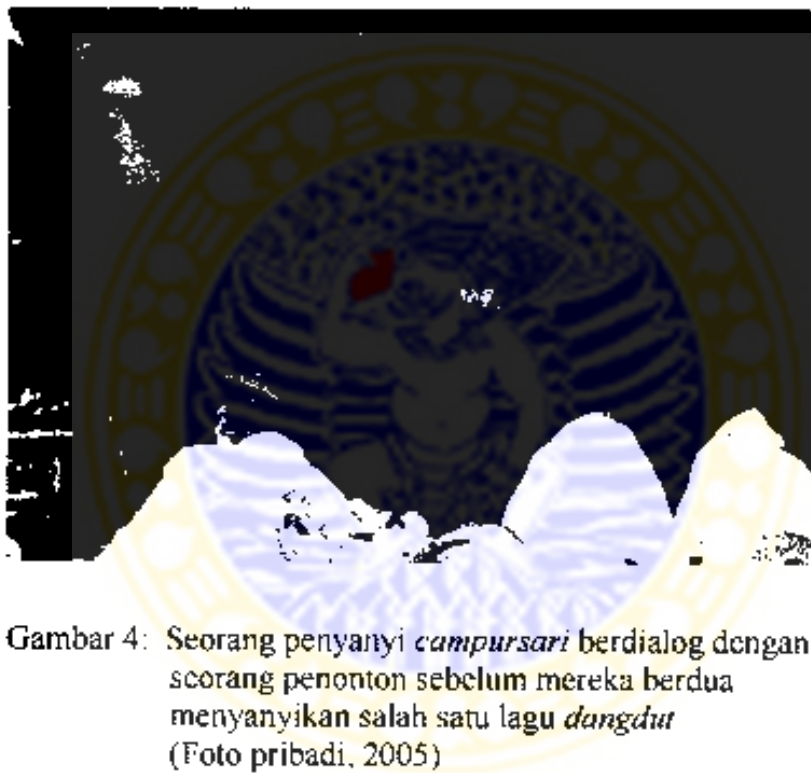 Gambar 4: Seorang penyanyi campursari berdialog dengan
seorang penonton sebelum mereka berdua
menyanyikan salah satu lagu dangdut
(Foto pribadi, 2005)